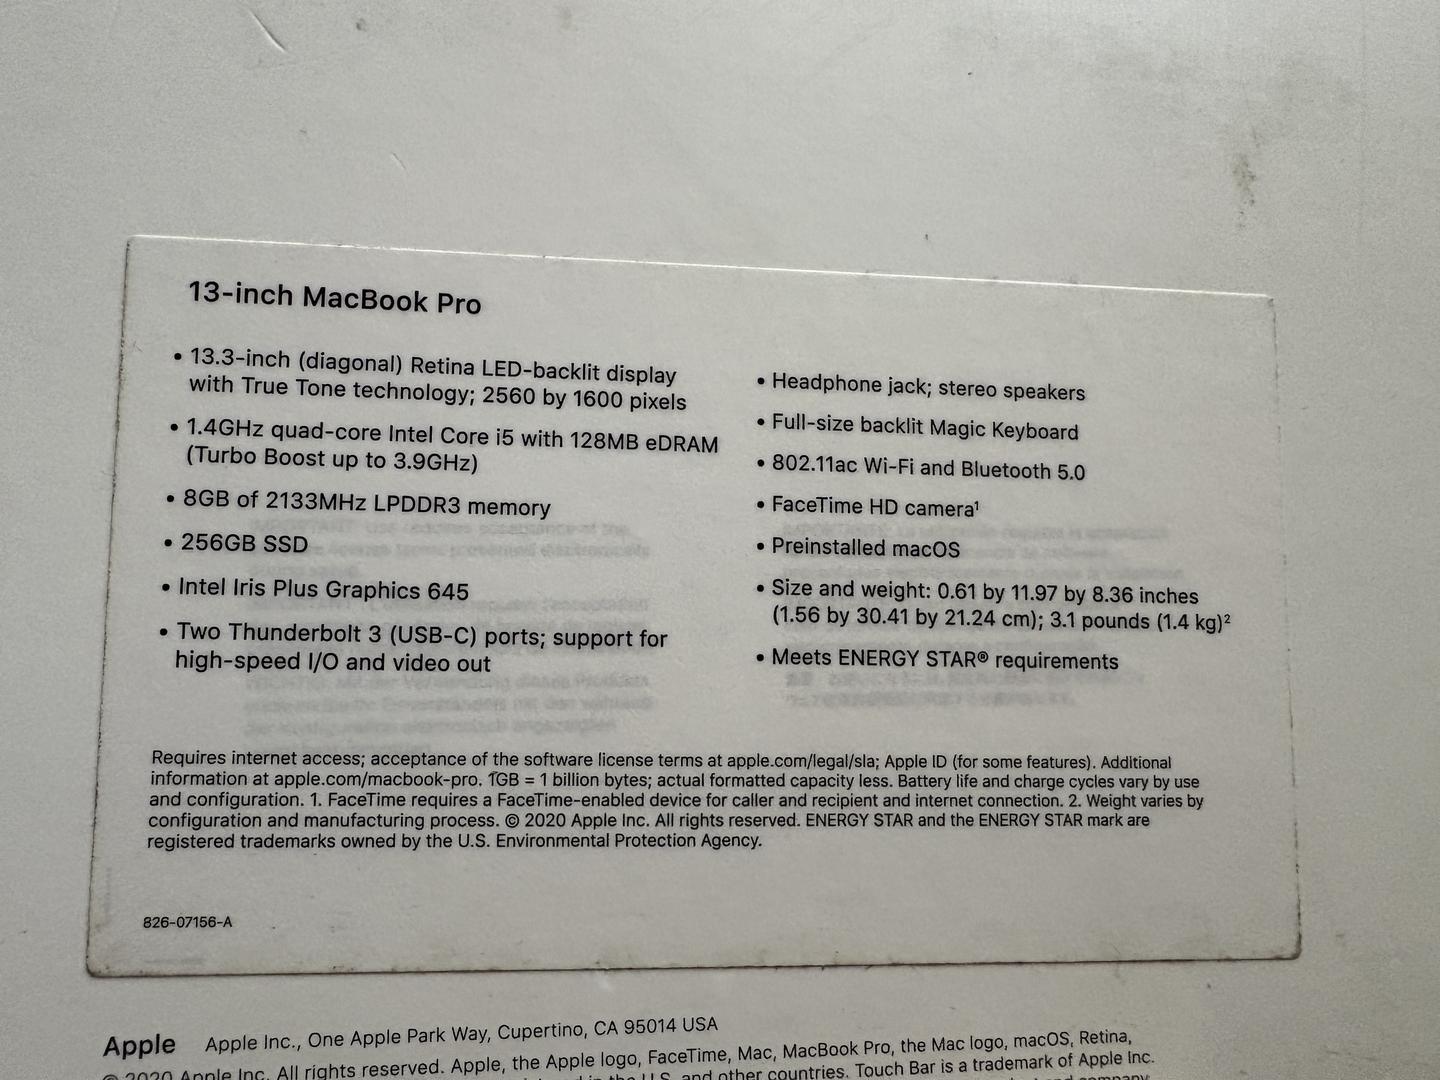 13-inch MacBook Pro
• 13.3-inch (diagonal) Retina LED-backlit display
with True Tone technology; 2560 by 1600 pixels
• 1.4GHz quad-core Intel Core i5 with 128MB eDRAM
(Turbo Boost up to 3.9GHz)
• 8GB of 2133MHz LPDDR3 memory
• 256GB SSD
• Intel Iris Plus Graphics 645
• Two Thunderbolt 3 (USB-C) ports; support for
high-speed I/O and video out
• Headphone jack; stereo speakers
• Full-size backlit Magic Keyboard
• 802.11ac Wi-Fi and Bluetooth 5.0
• FaceTime HD camera¹
• Preinstalled macOS
• Size and weight: 0.61 by 11.97 by 8.36 inches
(1.56 by 30.41 by 21.24 cm); 3.1 pounds (1.4 kg)²
• Meets ENERGY STAR® requirements
Requires internet access; acceptance of the software license terms at apple.com/legal/sla; Apple ID (for some features). Additional
information at apple.com/macbook-pro. 1GB = 1 billion bytes; actual formatted capacity less. Battery life and charge cycles vary by use
and configuration. 1. FaceTime requires a FaceTime-enabled device for caller and recipient and internet connection. 2. Weight varies by
configuration and manufacturing process. © 2020 Apple Inc. All rights reserved. ENERGY STAR and the ENERGY STAR mark are
registered trademarks owned by the U.S. Environmental Protection Agency.
826-07156-A
Apple Apple Inc., One Apple Park Way, Cupertino, CA 95014 USA
© 2020 Apple Inc. All rights reserved. Apple, the Apple logo, FaceTime, Mac, MacBook Pro, the Mac logo, macOS, Retina,
in the U.S. and other countries. Touch Bar is a trademark of Apple Inc.